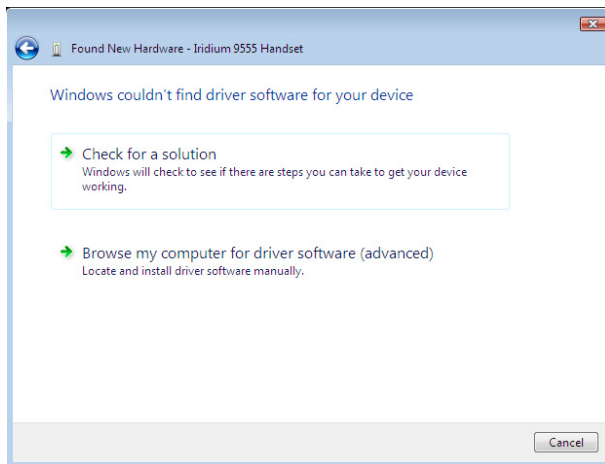 Found New Hardware - Iridium 9555 Handset
Windows couldn't find driver software for your device
Check for a solution
Windows will check to see if there are steps you can take to get your device
working.
Browse my computer for driver software (advanced)
Locate and install driver software manually.
Cancel